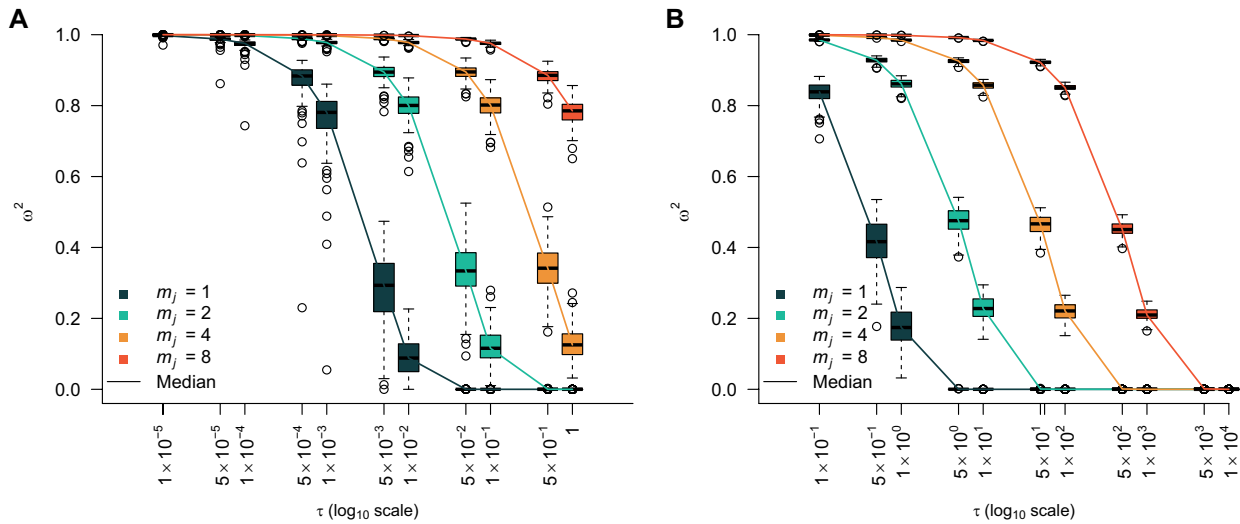 A
1.0
0.8
0.6
0.4
0.2
0.0
ω²
m_j = 1
m_j = 2
m_j = 4
m_j = 8
Median
1 × 10⁻⁵
5 × 10⁻⁵
1 × 10⁻⁴
5 × 10⁻⁴
1 × 10⁻³
5 × 10⁻³
1 × 10⁻²
5 × 10⁻²
1 × 10⁻¹
5 × 10⁻¹
1
τ (log₁₀ scale)
B
1.0
0.8
0.6
0.4
0.2
0.0
ω²
m_j = 1
m_j = 2
m_j = 4
m_j = 8
Median
1 × 10⁻¹
5 × 10⁻¹
1 × 10⁰
5 × 10⁰
1 × 10¹
5 × 10¹
1 × 10²
5 × 10²
1 × 10³
5 × 10³
1 × 10⁴
τ (log₁₀ scale)